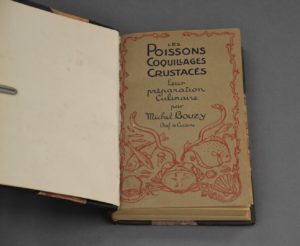 LES
POISSONS
COQUILLAGES
CRUSTACÉS
Leur
préparation
Culinaire
par
Michel BOUZY
Chef de Cuisine